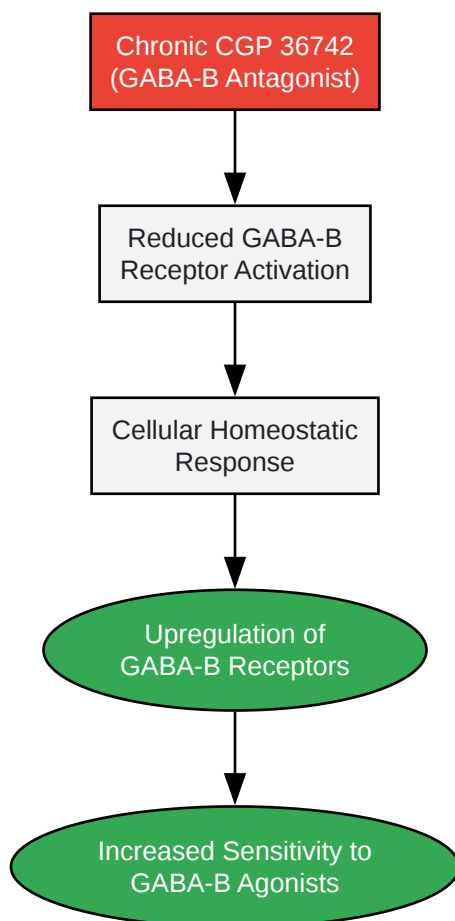 Chronic CGP 36742
(GABA-B Antagonist)
Reduced GABA-B
Receptor Activation
Cellular Homeostatic
Response
Upregulation of
GABA-B Receptors
Increased Sensitivity to
GABA-B Agonists